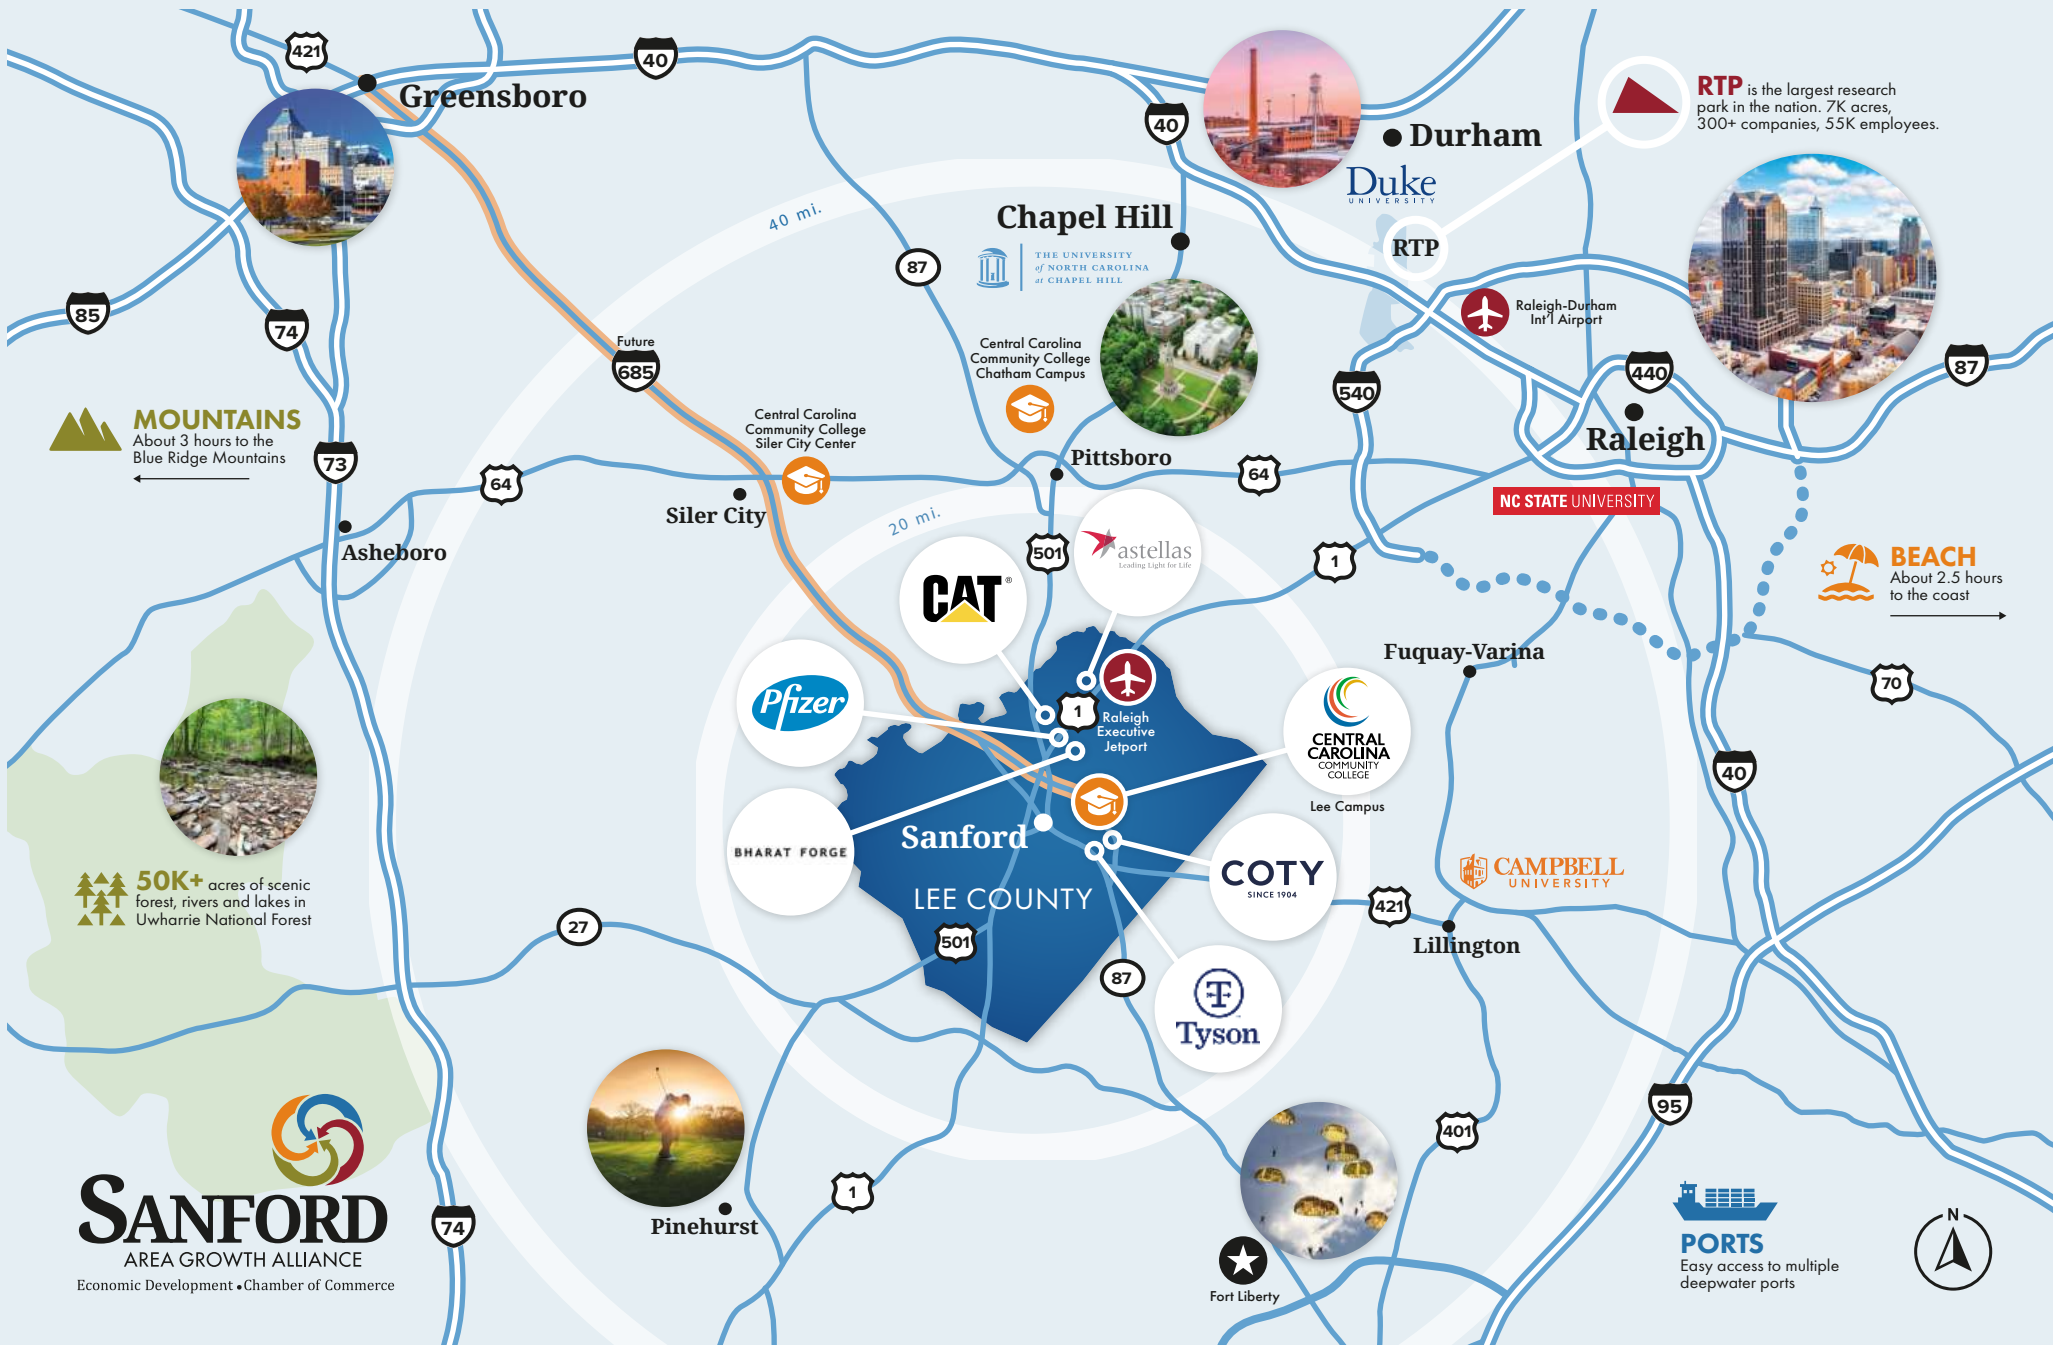 421
Greensboro
40
40
Durham
Duke
UNIVERSITY
RTP
RTP is the largest research
park in the nation. 7K acres,
300+ companies, 55K employees.
40 mi.
Chapel Hill
THE UNIVERSITY
of NORTH CAROLINA
at CHAPEL HILL
87
85
74
Future
685
Raleigh-Durham
Int'l Airport
Central Carolina
Community College
Chatham Campus
540
440
87
Raleigh
MOUNTAINS
About 3 hours to the
Blue Ridge Mountains
73
64
Central Carolina
Community College
Siler City Center
Pittsboro
64
NC STATE UNIVERSITY
Siler City
20 mi.
Asheboro
501
astellas
Leading Light for Life
1
CAT®
BEACH
About 2.5 hours
to the coast
Fuquay-Varina
70
Pfizer
1
Raleigh
Executive
Jetport
CENTRAL
CAROLINA
COMMUNITY
COLLEGE
Lee Campus
40
BHARAT FORGE
Sanford
LEE COUNTY
COTY
SINCE 1904
CAMPBELL
UNIVERSITY
50K+ acres of scenic
forest, rivers and lakes in
Uwharrie National Forest
27
501
421
Lillington
87
Tyson
95
401
SANFORD
AREA GROWTH ALLIANCE
Economic Development • Chamber of Commerce
74
Pinehurst
1
Fort Liberty
PORTS
Easy access to multiple
deepwater ports
N